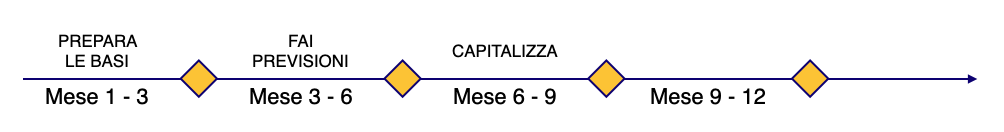 PREPARA
LE BASI
FAI
PREVISIONI
CAPITALIZZA
Mese 1 - 3
Mese 3 - 6
Mese 6 - 9
Mese 9 - 12